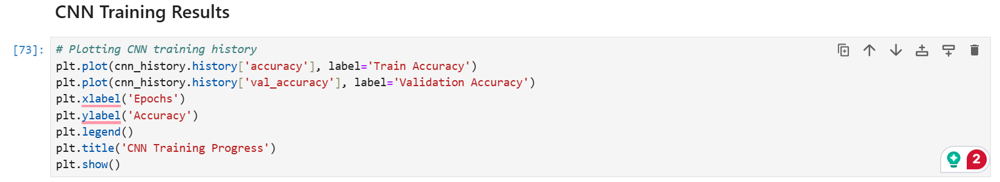 CNN Training Results
[73]:
# Plotting CNN training history
plt.plot(cnn_history.history['accuracy'], label='Train Accuracy')
plt.plot(cnn_history.history['val_accuracy'], label='Validation Accuracy')
plt.xlabel('Epochs')
plt.ylabel('Accuracy')
plt.legend()
plt.title('CNN Training Progress')
plt.show()
2